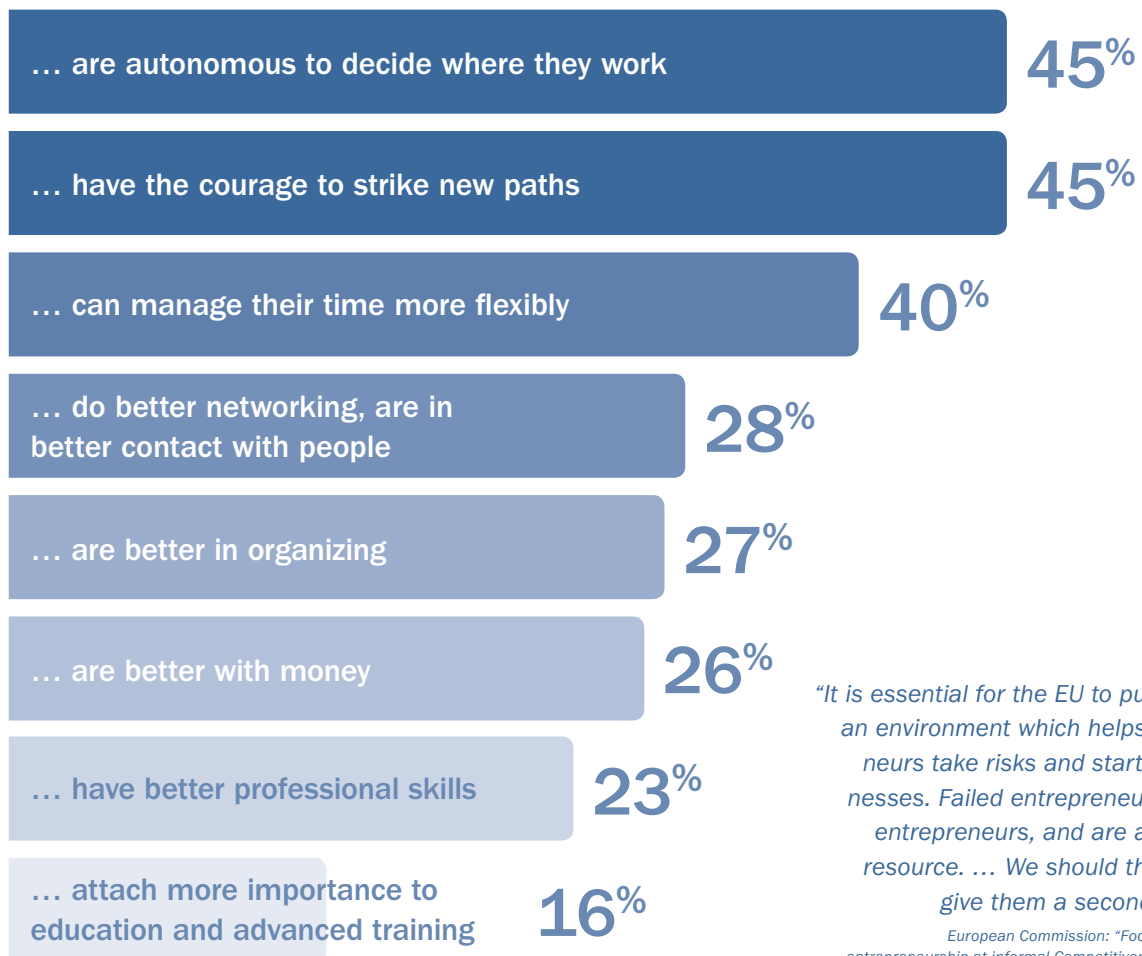 … are autonomous to decide where they work
45%
… have the courage to strike new paths
45%
… can manage their time more flexibly
40%
… do better networking, are in
better contact with people
28%
… are better in organizing
27%
… are better with money
26%
… have better professional skills
23%
… attach more importance to
education and advanced training
16%
“It is essential for the EU to
an environment which helps
neurs take risks and start
nesses. Failed
entrepreneurs, and are
resource. … We should
give them a
European Commission:
entrepreneurship at informal